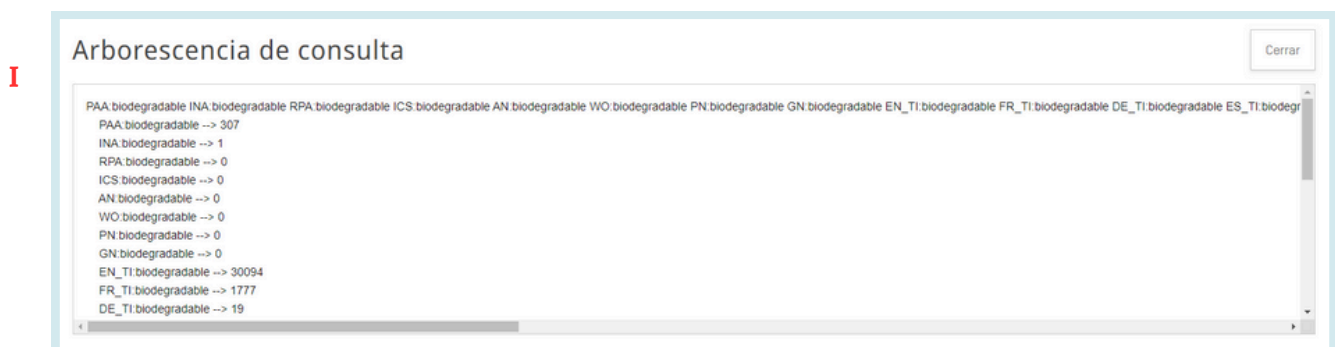 Arborescencia de consulta
Cerrar
I
PAA:biodegradable INA:biodegradable RPA:biodegradable ICS:biodegradable AN:biodegradable WO:biodegradable PN:biodegradable GN:biodegradable EN_TI:biodegradable FR_TI:biodegradable DE_TI:biodegradable ES_TI:biodegr
PAA:biodegradable --> 307
INA:biodegradable --> 1
RPA:biodegradable --> 0
ICS:biodegradable --> 0
AN:biodegradable --> 0
WO:biodegradable --> 0
PN:biodegradable --> 0
GN:biodegradable --> 0
EN_TI:biodegradable --> 30094
FR_TI:biodegradable --> 1777
DE_TI:biodegradable --> 19